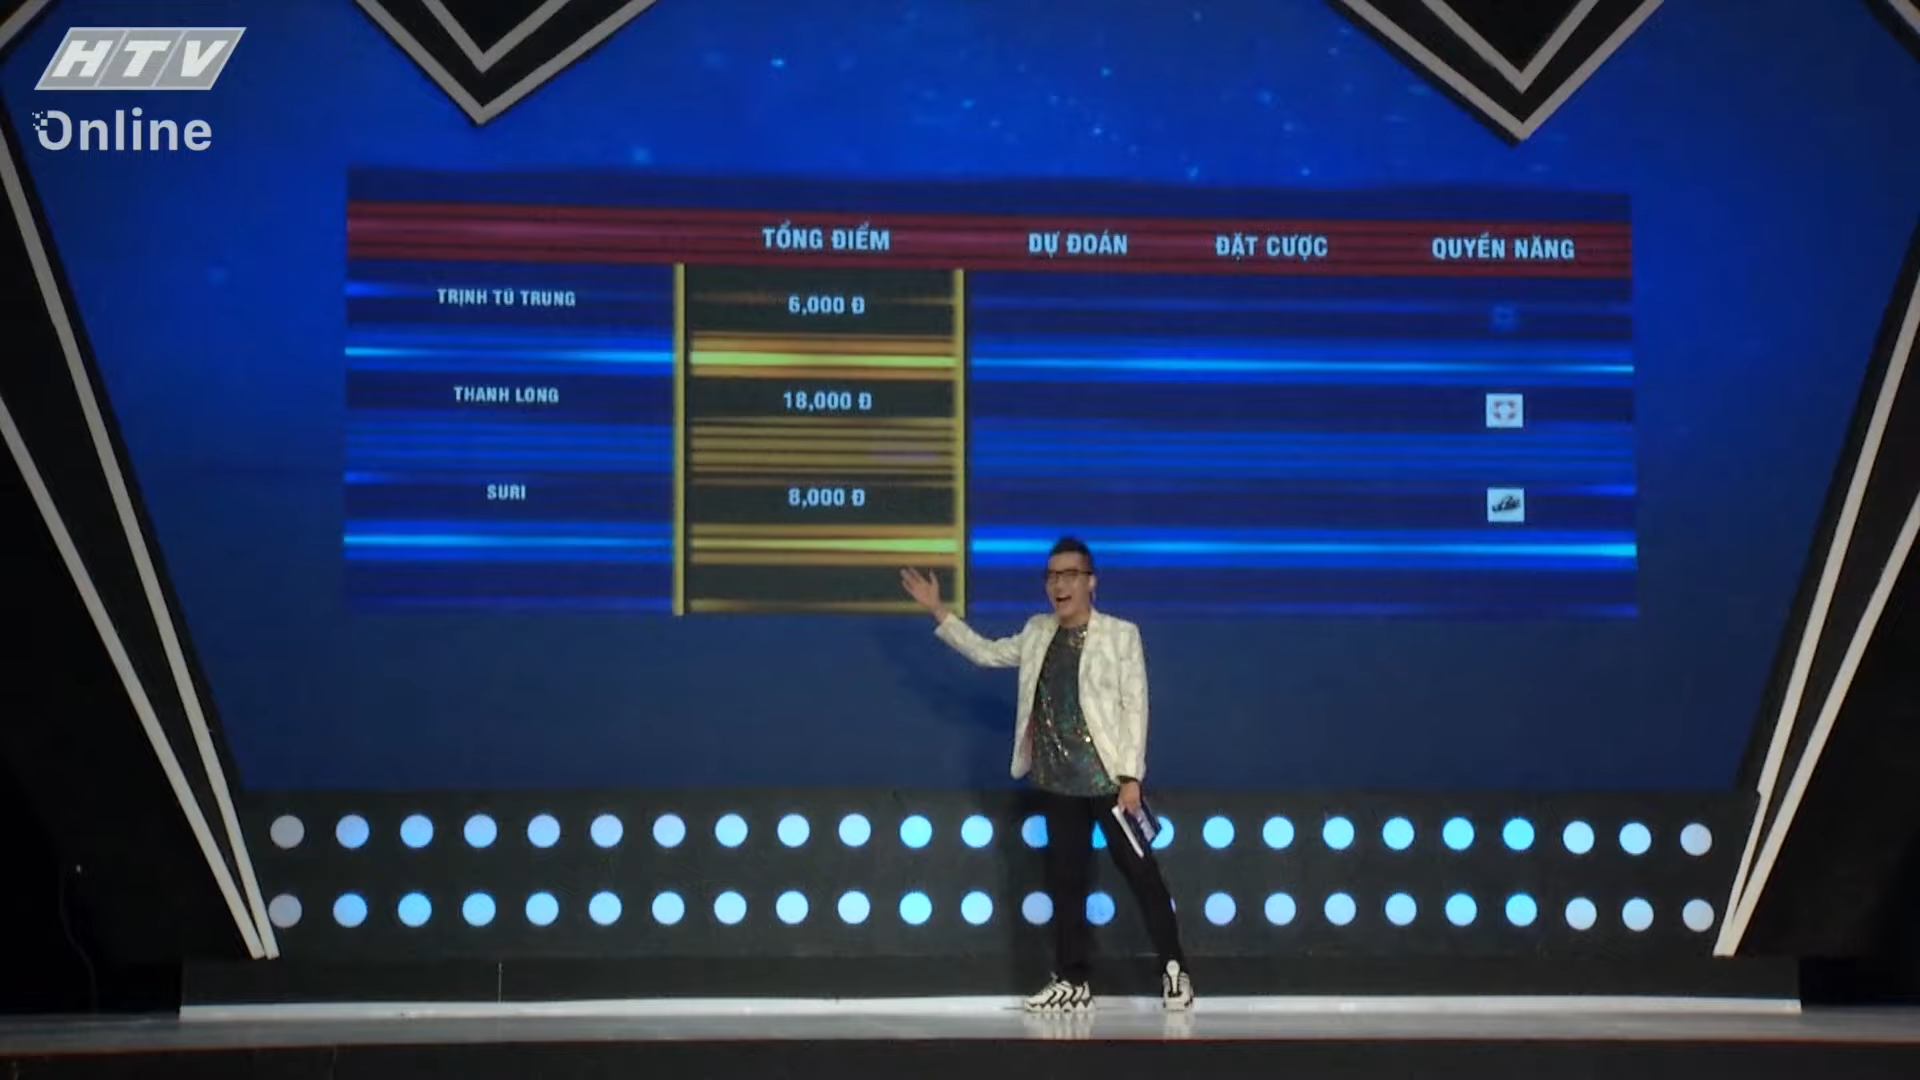 HTV
Online
TỔNG ĐIỂM DỰ ĐOÁN ĐẶT CƯỢC QUYỀN NĂNG
TRỊNH TÚ TRUNG 6,000 Đ
THANH LONG 18,000 Đ
SURI 8,000 Đ